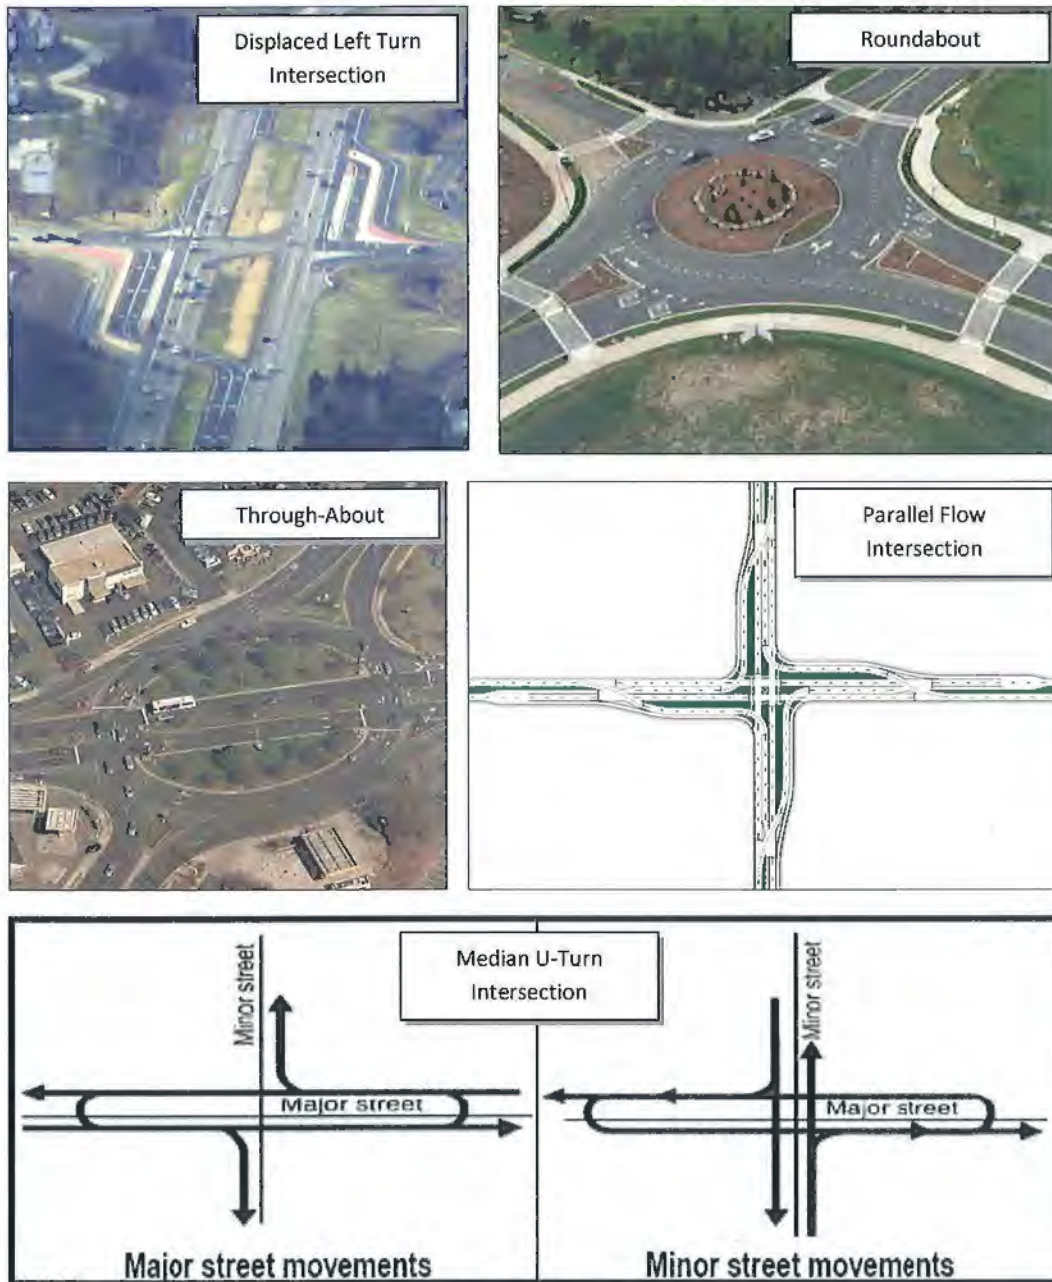 Displaced Left Turn
Intersection
Roundabout
Through-About
Parallel Flow
Intersection
Median U-Turn
Intersection
Minor street
Major street
Major street movements
Minor street
Major street
Minor street movements